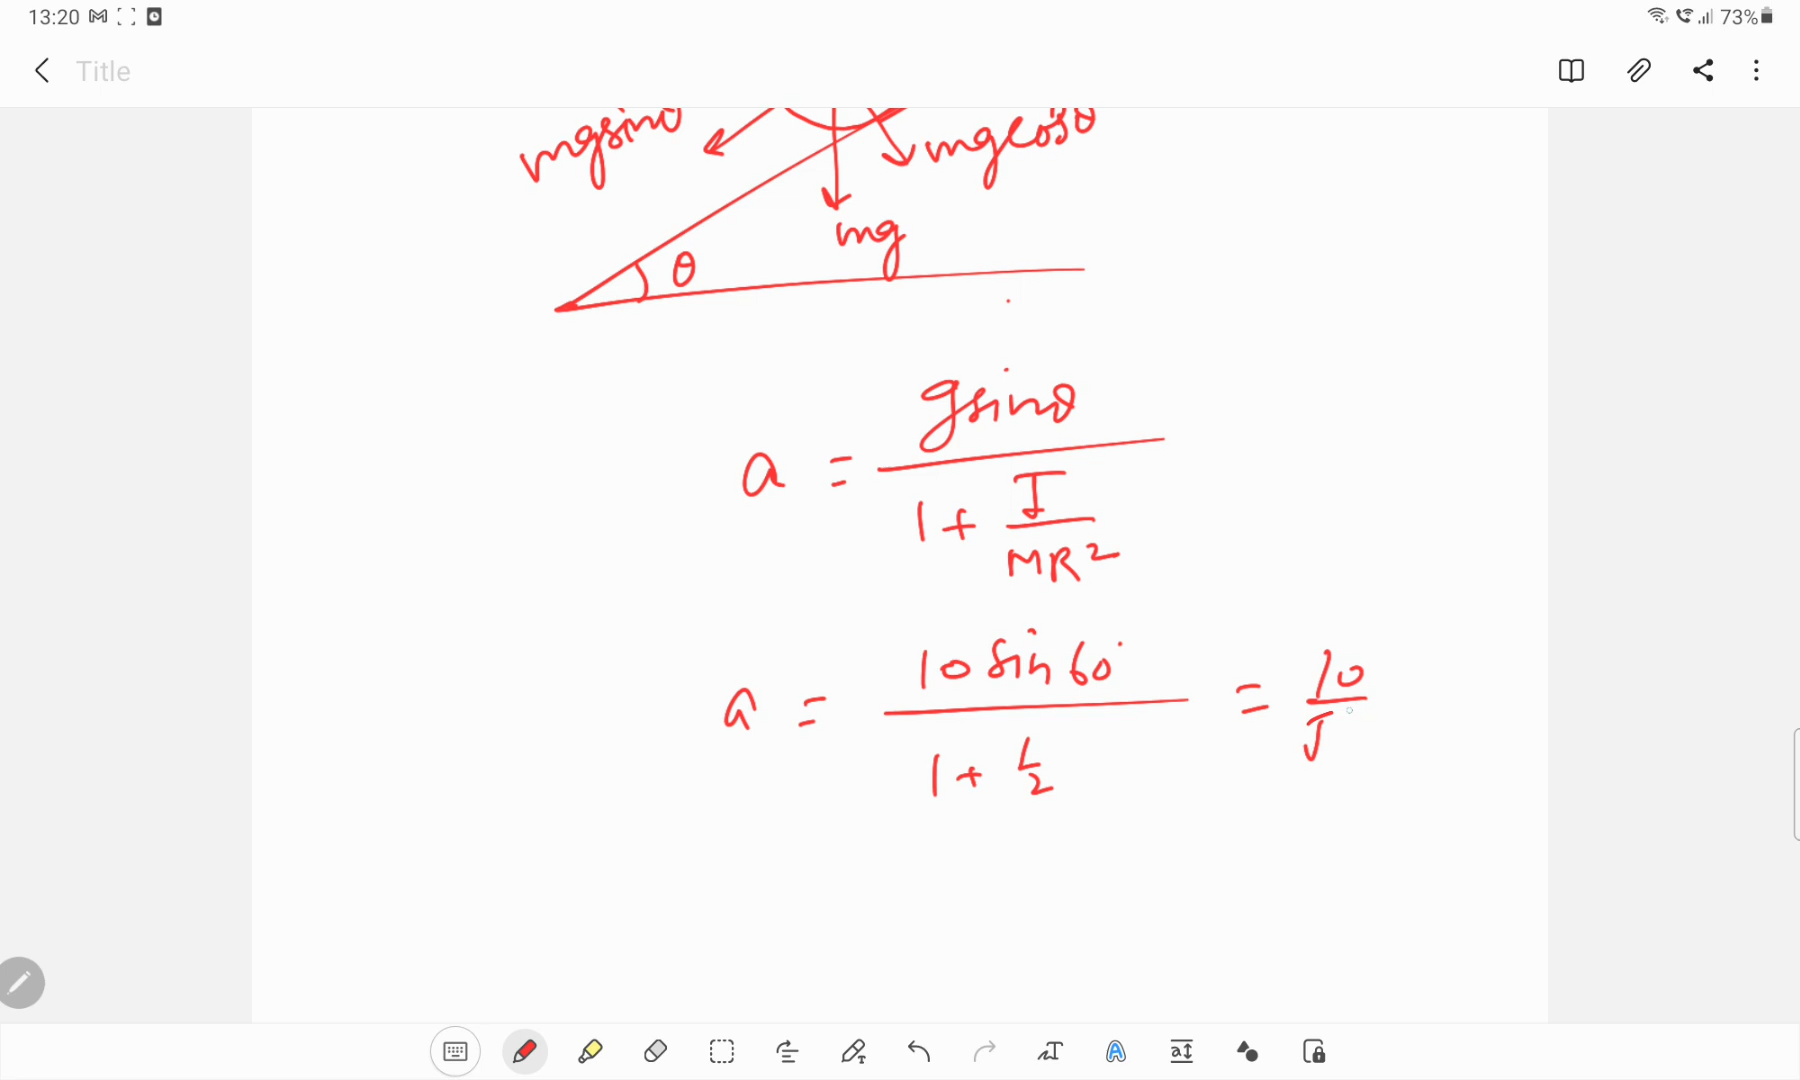 13:20 73%
Title
mgsinθ mgcosθ
mg
θ
a = gsinθ / 1 + I / MR²
a = 10 sin 60° / 1 + 1/2 = 10 / √